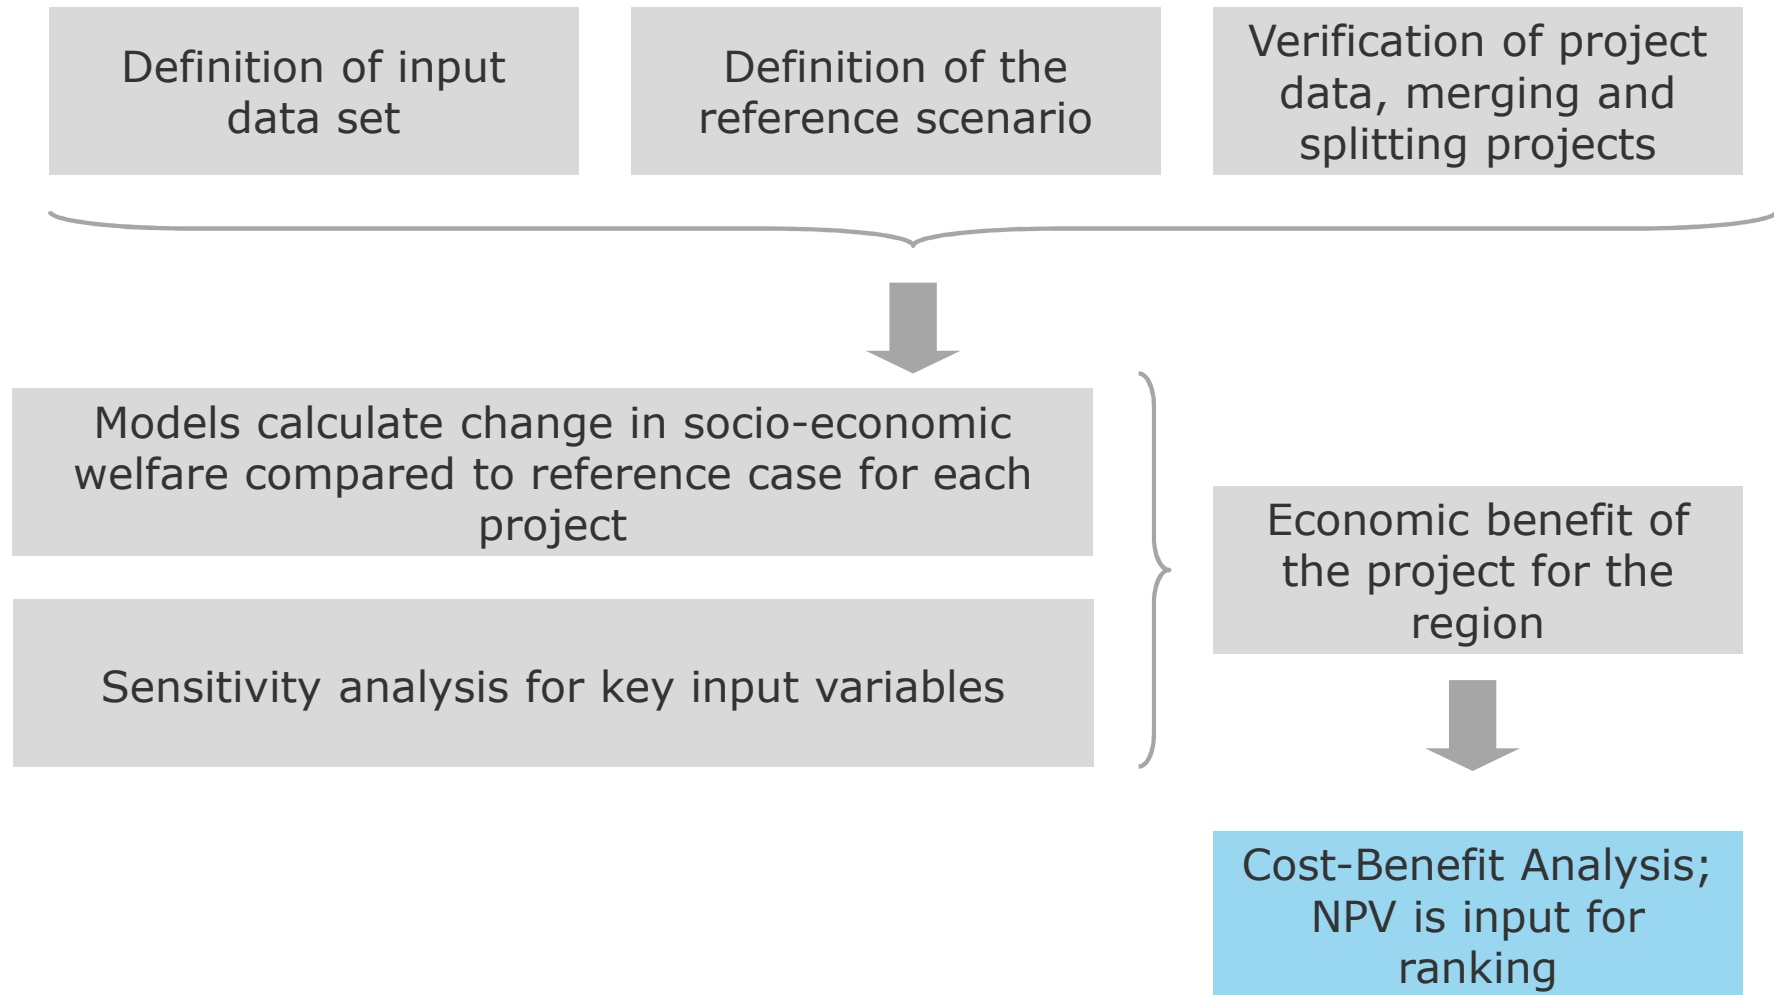 Definition of input
data set
Definition of the
reference scenario
Verification of project
data, merging and
splitting projects
Models calculate change in socio-economic
welfare compared to reference case for each
project
Sensitivity analysis for key input variables
Economic benefit of
the project for the
region
Cost-Benefit Analysis;
NPV is input for
ranking